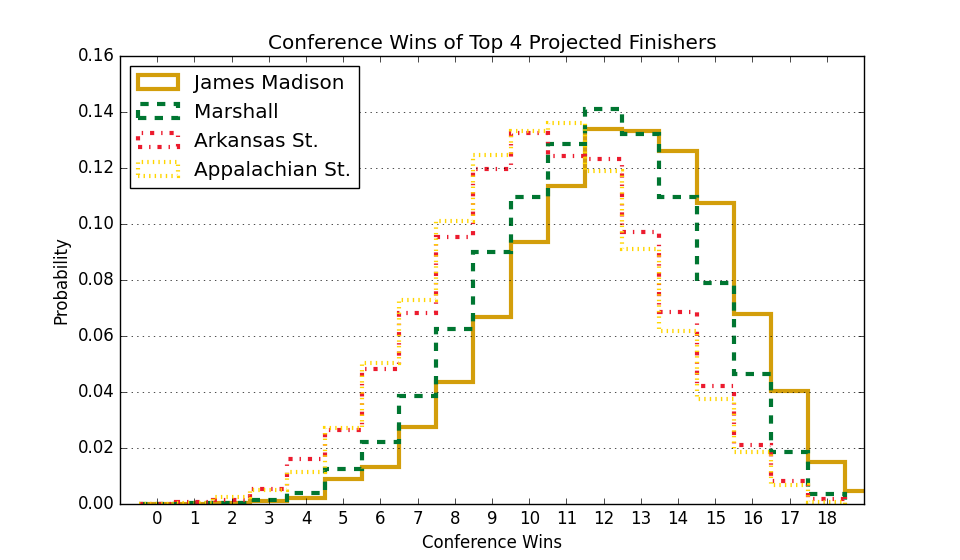 Conference Wins of Top 4 Projected Finishers
0.16
0.14
0.12
0.10
0.08
0.06
0.04
0.02
0.00
Probability
James Madison
Marshall
Arkansas St.
Appalachian St.
0 1 2 3 4 5 6 7 8 9 10 11 12 13 14 15 16 17 18
Conference Wins